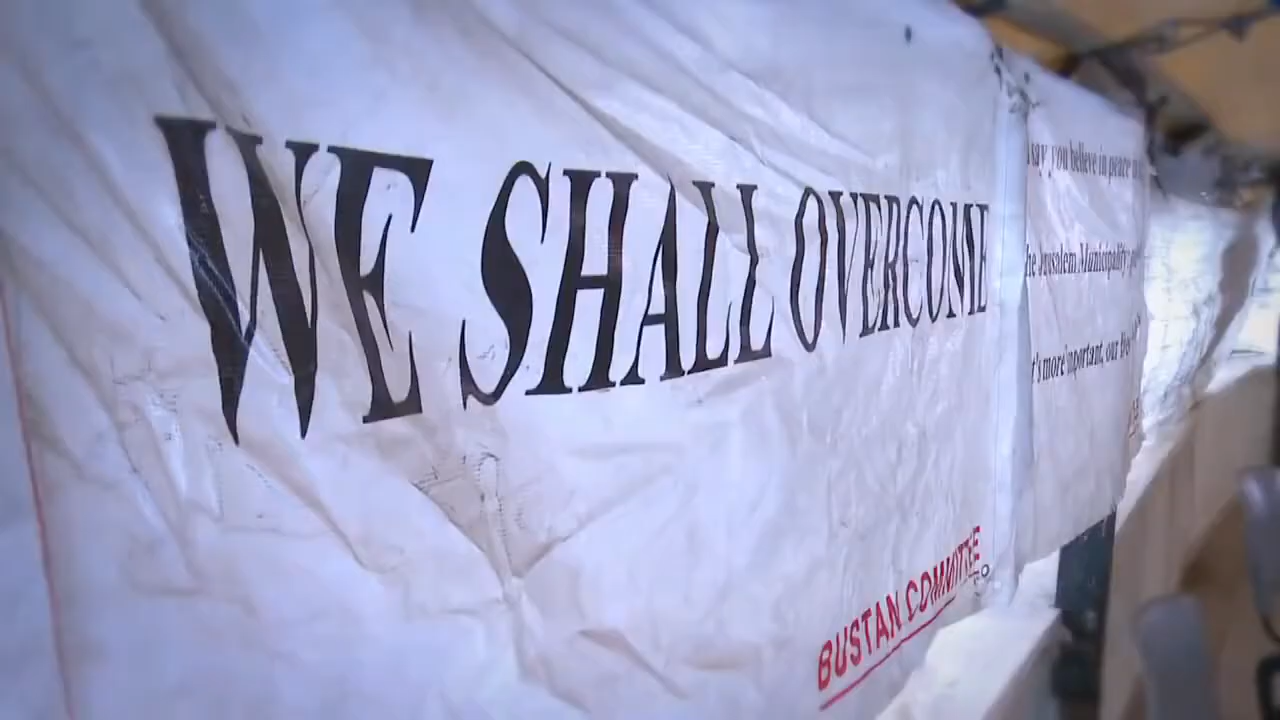 WE SHALL OVERCOME
BUSTAN COMMITTEE
say you believe in peace
he Jerusalem Municipality
r's more important, our